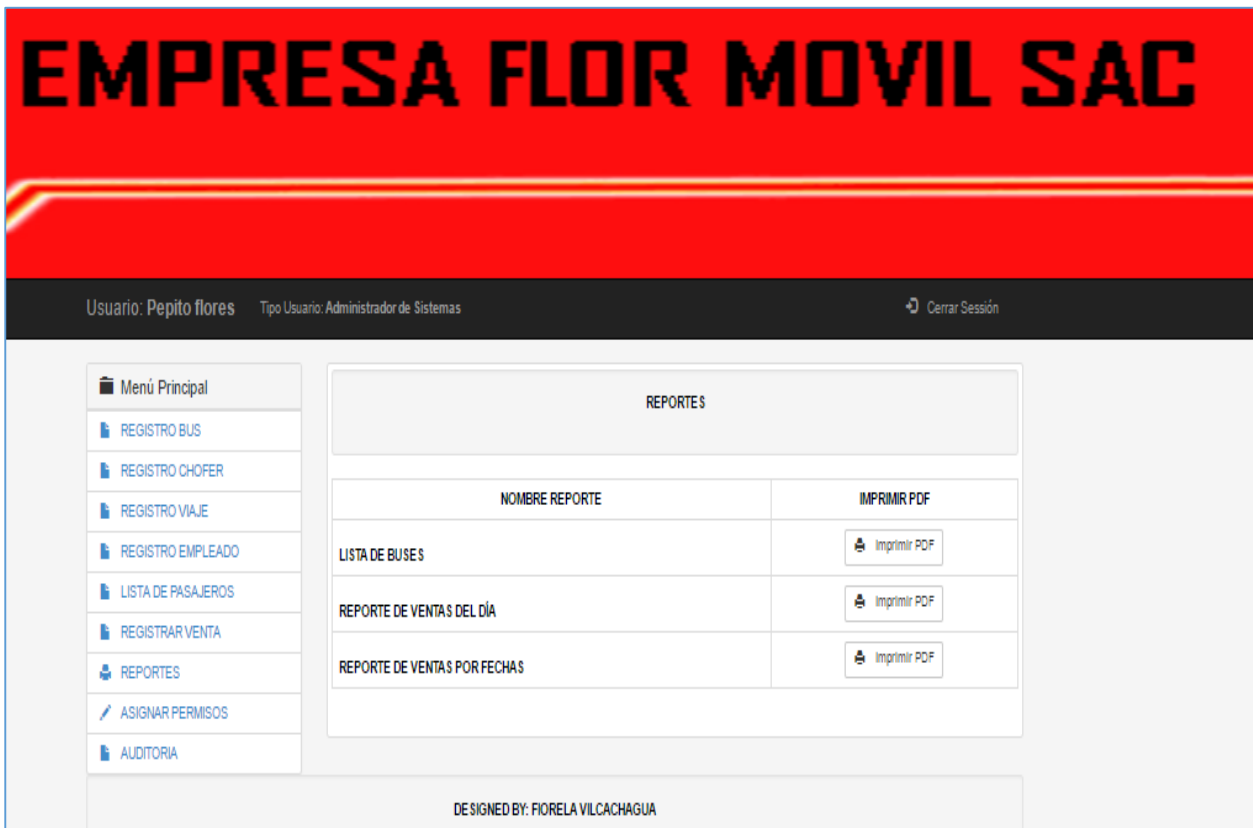 EMPRESA FLOR MOVIL SAC
Usuario: Pepito flores Tipo Usuario: Administrador de Sistemas Cerrar Sessión
Menú Principal
REGISTRO BUS
REGISTRO CHOFER
REGISTRO VIAJE
REGISTRO EMPLEADO
LISTA DE PASAJEROS
REGISTRAR VENTA
REPORTES
ASIGNAR PERMISOS
AUDITORIA
REPORTES
NOMBRE REPORTE IMPRIMIR PDF
LISTA DE BUSES Imprimir PDF
REPORTE DE VENTAS DEL DÍA Imprimir PDF
REPORTE DE VENTAS POR FECHAS Imprimir PDF
DESIGNED BY: FIORELA VILCACHAGUA